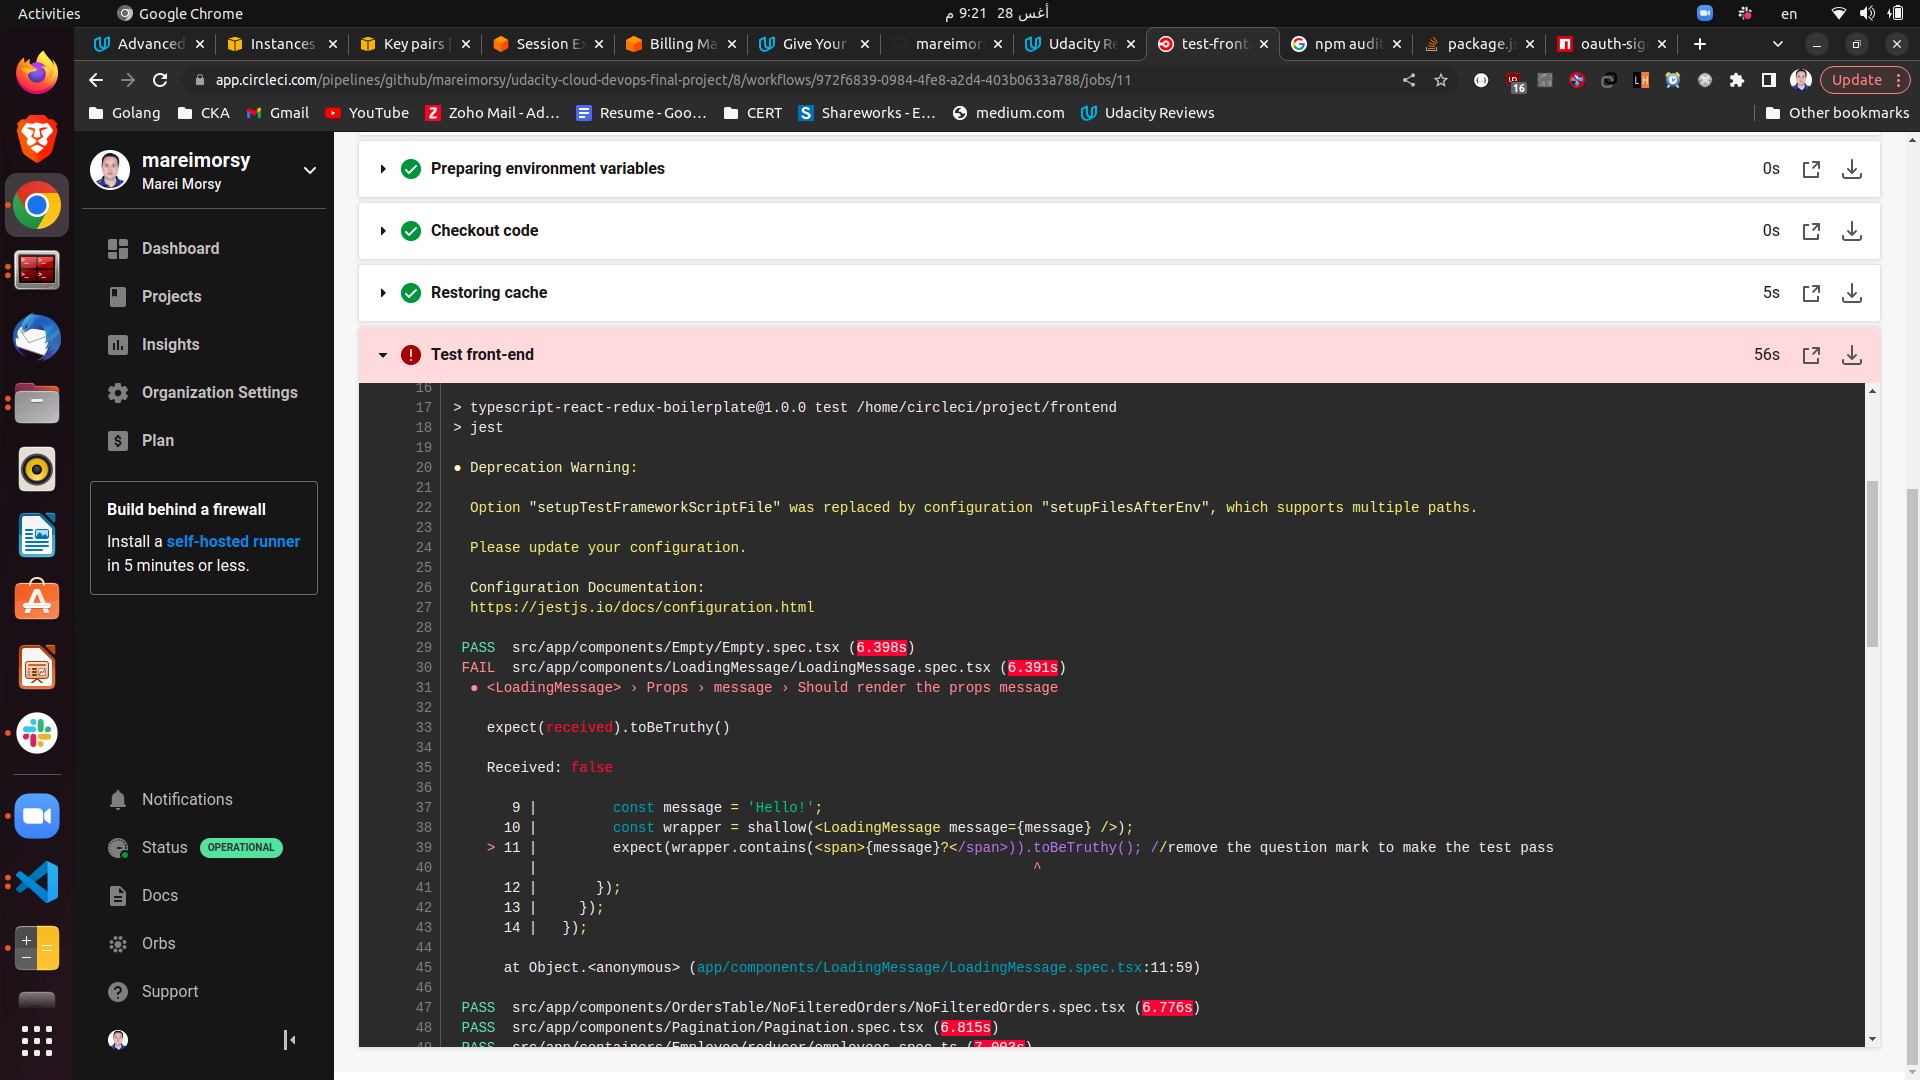 Activities
Google Chrome
9:21 م
28 أغس
en
Advanced
Instances
Key pairs |
Session Ex
Billing Ma
Give Your
mareimor
Udacity Re
test-front
npm audit
package.js
oauth-sig
app.circleci.com/pipelines/github/mareimorsy/udacity-cloud-devops-final-project/8/workflows/972f6839-0984-4fe8-a2d4-403b0633a788/jobs/11
16
Update
Golang
CKA
Gmail
YouTube
Zoho Mail - Ad…
Resume - Goo…
CERT
Shareworks - E…
medium.com
Udacity Reviews
Other bookmarks
mareimorsy
Marei Morsy
Dashboard
Projects
Insights
Organization Settings
Plan
Build behind a firewall
Install a self-hosted runner
in 5 minutes or less.
Notifications
Status OPERATIONAL
Docs
Orbs
Support
Preparing environment variables 0s
Checkout code 0s
Restoring cache 5s
Test front-end 56s
16
17 > typescript-react-redux-boilerplate@1.0.0 test /home/circleci/project/frontend
18 > jest
19
20 ● Deprecation Warning:
21
22 Option "setupTestFrameworkScriptFile" was replaced by configuration "setupFilesAfterEnv", which supports multiple paths.
23
24 Please update your configuration.
25
26 Configuration Documentation:
27 https://jestjs.io/docs/configuration.html
28
29 PASS src/app/components/Empty/Empty.spec.tsx (6.398s)
30 FAIL src/app/components/LoadingMessage/LoadingMessage.spec.tsx (6.391s)
31 ● <LoadingMessage> › Props › message › Should render the props message
32
33 expect(received).toBeTruthy()
34
35 Received: false
36
37 9 | const message = 'Hello!';
38 10 | const wrapper = shallow(<LoadingMessage message={message} />);
39 > 11 | expect(wrapper.contains(<span>{message}?</span>)).toBeTruthy(); //remove the question mark to make the test pass
40 | ^
41 12 | });
42 13 | });
43 14 | });
44
45 at Object.<anonymous> (app/components/LoadingMessage/LoadingMessage.spec.tsx:11:59)
46
47 PASS src/app/components/OrdersTable/NoFilteredOrders/NoFilteredOrders.spec.tsx (6.776s)
48 PASS src/app/components/Pagination/Pagination.spec.tsx (6.815s)
49 PASS src/app/containers/Employee/reducer/employees.spec.ts (7.003s)